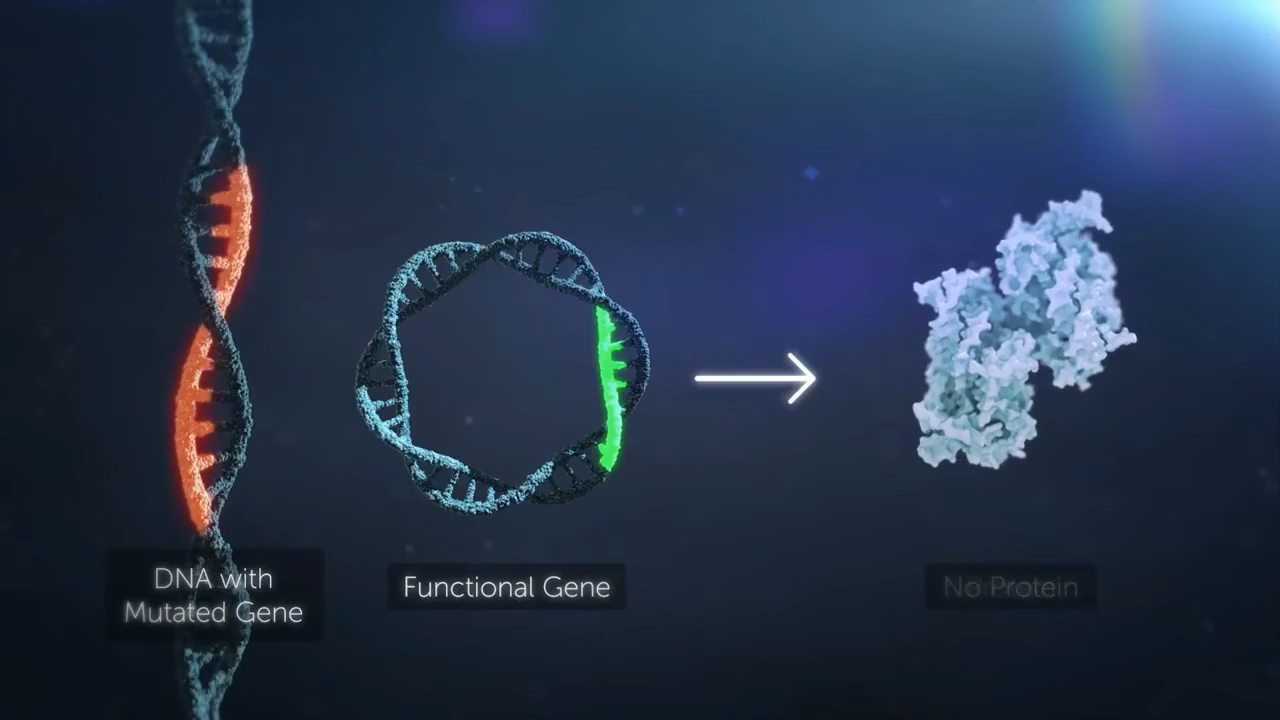 DNA with
Mutated Gene
Functional Gene
No Protein